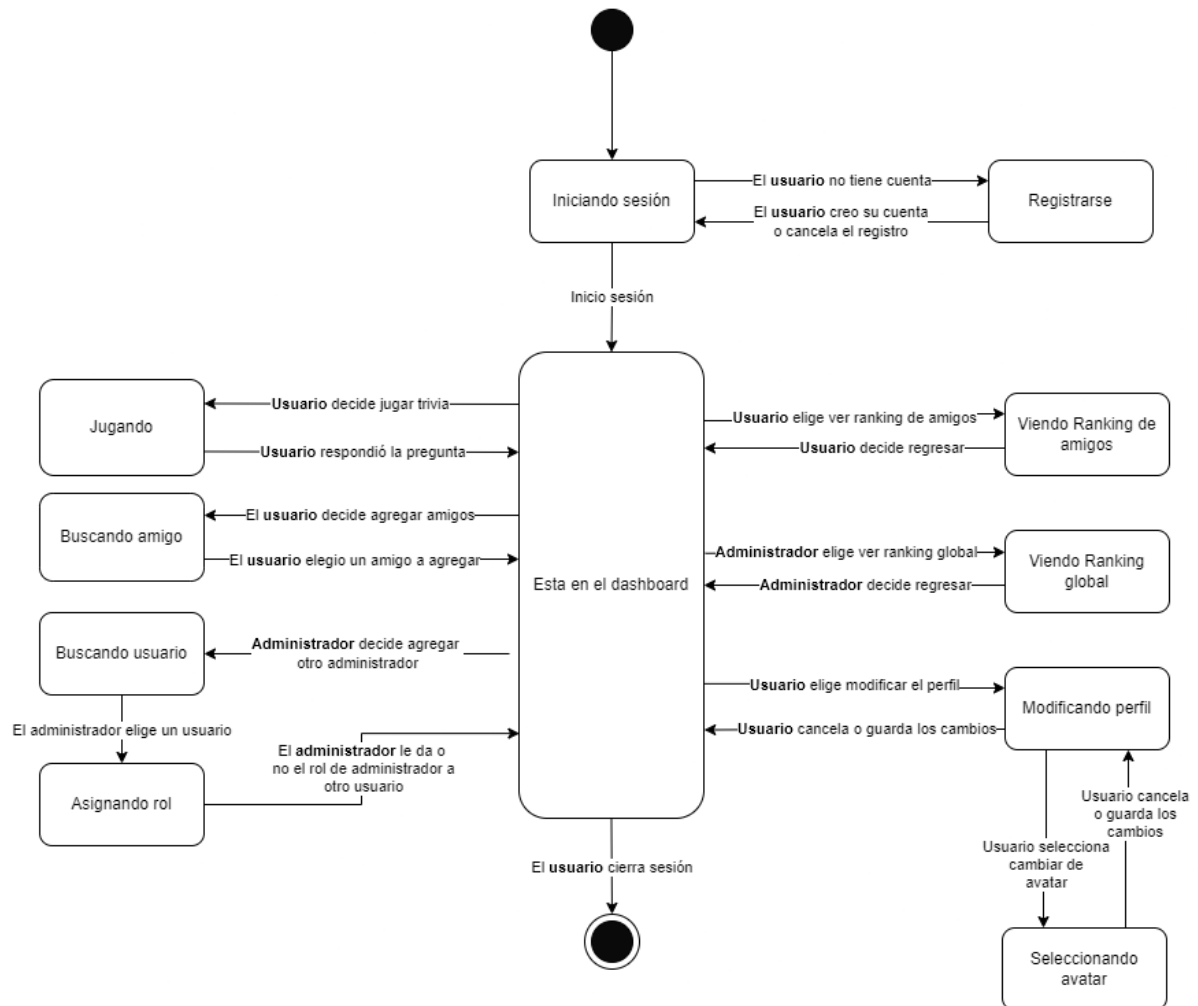 Iniciando sesión
El usuario no tiene cuenta
Registrarse
El usuario creo su cuenta
o cancela el registro
Inicio sesión
Jugando
Usuario decide jugar trivia
Usuario respondió la pregunta
Buscando amigo
El usuario decide agregar amigos
El usuario elegio un amigo a agregar
Buscando usuario
Administrador decide agregar
otro administrador
El administrador elige un usuario
Asignando rol
El administrador le da o
no el rol de administrador a
otro usuario
Esta en el dashboard
Usuario elige ver ranking de amigos
Usuario decide regresar
Viendo Ranking de
amigos
Administrador elige ver ranking global
Administrador decide regresar
Viendo Ranking
global
Usuario elige modificar el perfil
Usuario cancela o guarda los cambios
Modificando perfil
Usuario cancela
o guarda los
cambios
Usuario selecciona
cambiar de
avatar
Seleccionando
avatar
El usuario cierra sesión